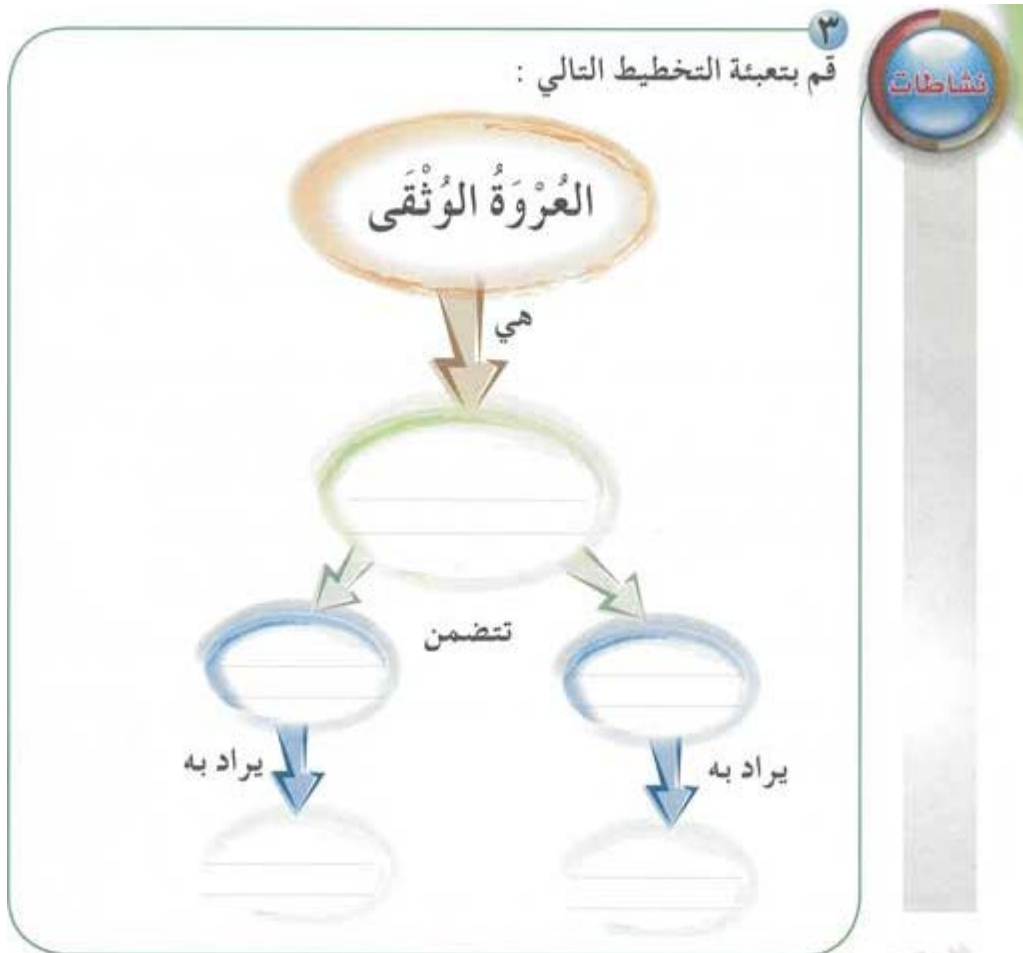 ٣
نشاطات
قم بتعبئة التخطيط التالي :
العُرْوَةُ الوُثْقَى
هي
تتضمن
يراد به
يراد به